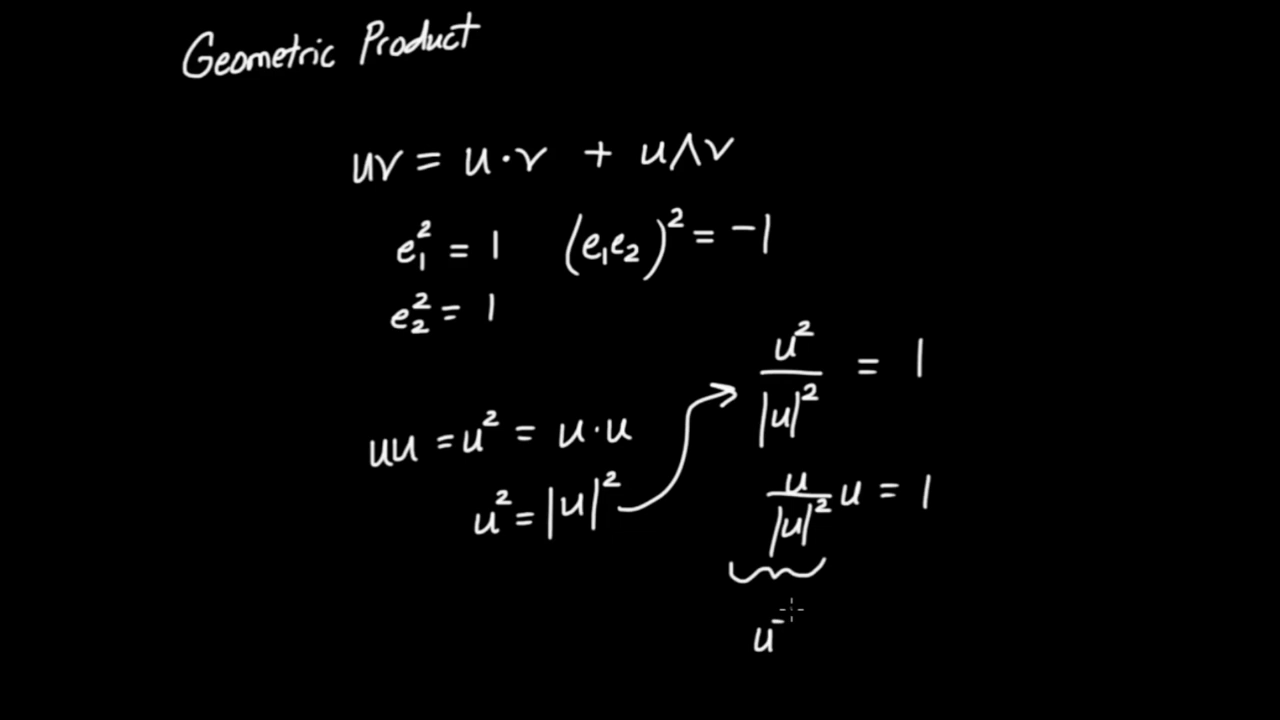 Geometric Product
uv = u · v + u ∧ v
e₁² = 1 (e₁e₂)² = -1
e₂² = 1
u² / |u|² = 1
uu = u² = u · u
u² = |u|²
u / |u|² u = 1
u⁻